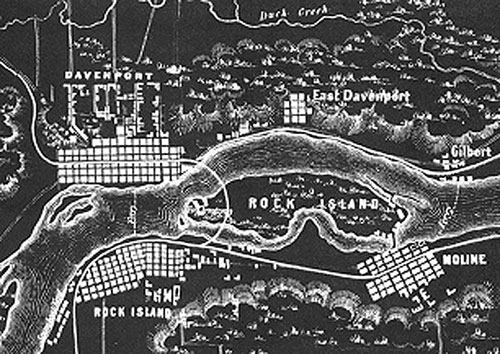 Duck Creek
DAVENPORT
East Davenport
Gilbert
ROCK ISLAND
MOLINE
ROCK ISLAND